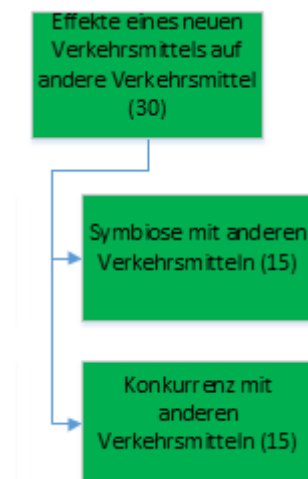 Effekte eines neuen
Verkehrsmittels auf
andere Verkehrsmittel
(30)
Symbiose mit anderen
Verkehrsmitteln (15)
Konkurrenz mit
anderen
Verkehrsmitteln (15)